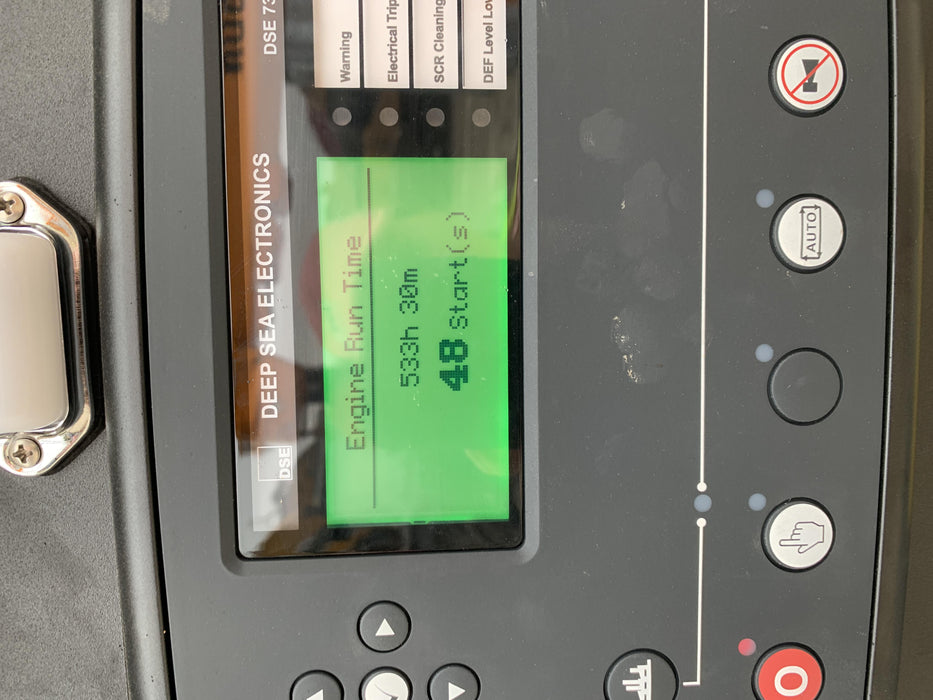 DSE
DEEP SEA ELECTRONICS
DSE 73
Engine Run Time
533h 30m
48 Start(s)
Warning
Electrical Trip
SCR Cleaning
DEF Level Low
O
AUTO